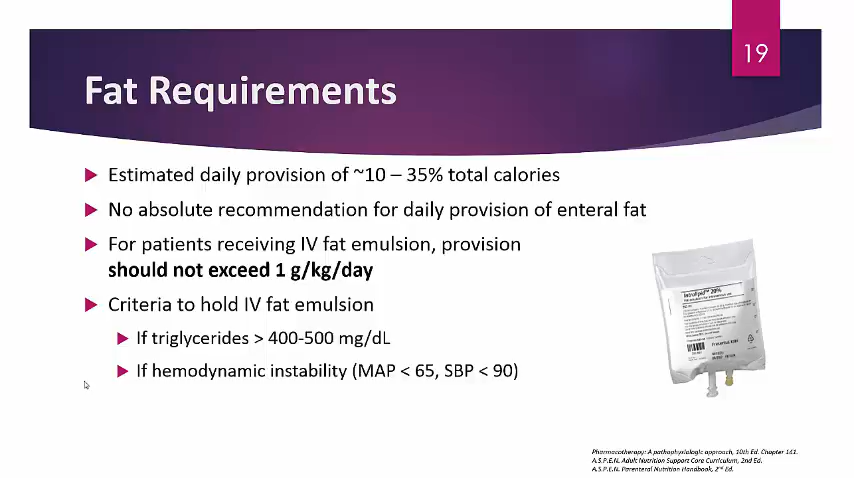 19
Fat Requirements
Estimated daily provision of ~10 – 35% total calories
No absolute recommendation for daily provision of enteral fat
For patients receiving IV fat emulsion, provision
should not exceed 1 g/kg/day
Criteria to hold IV fat emulsion
If triglycerides > 400-500 mg/dL
If hemodynamic instability (MAP < 65, SBP < 90)
Intralipid™ 20%
Pharmacotherapy: A pathophysiologic approach, 10th Ed. Chapter 141.
A.S.P.E.N. Adult Nutrition Support Core Curriculum, 2nd Ed.
A.S.P.E.N. Parenteral Nutrition Handbook, 2nd Ed.